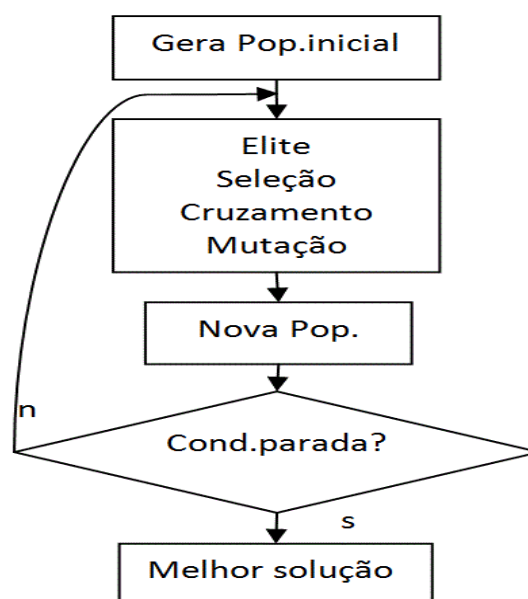 Gera Pop.inicial
Elite
Seleção
Cruzamento
Mutação
Nova Pop.
n
Cond.parada?
s
Melhor solução